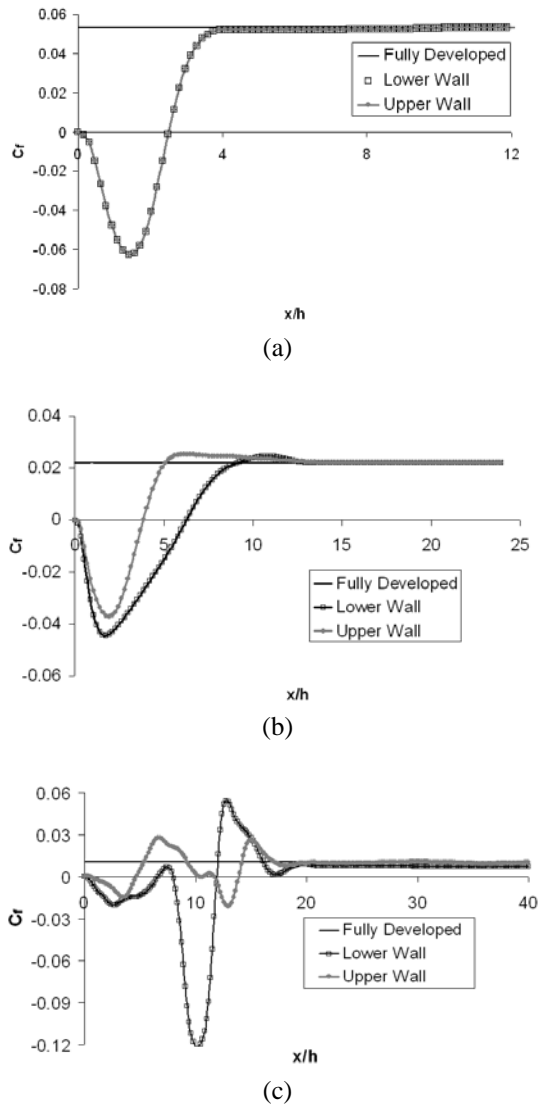 0.06
0.04
0.02
0
-0.02
-0.04
-0.06
-0.08
Cf
0 4 8 12
Fully Developed
Lower Wall
Upper Wall
x/h
(a)
0.04
0.02
0
-0.02
-0.04
-0.06
Cf
0 5 10 15 20 25
Fully Developed
Lower Wall
Upper Wall
x/h
(b)
0.06
0.03
0
-0.03
-0.06
-0.09
-0.12
Cf
0 10 20 30 40
Fully Developed
Lower Wall
Upper Wall
x/h
(c)